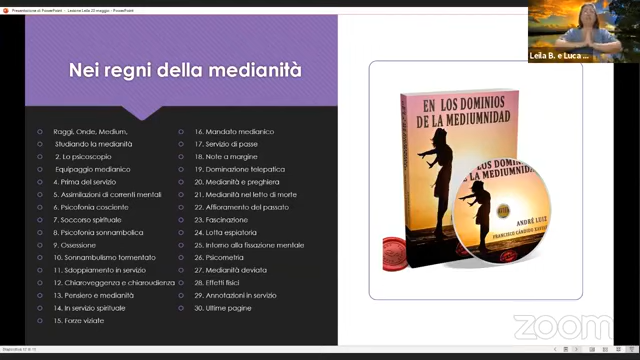 Presentazione di PowerPoint - Lezione Leila 20 maggio - PowerPoint
Leila B. e Luca ...
Nei regni della medianità
Raggi, Onde, Medium,
Studiando la medianità
2. Lo psicoscopio
Equipaggio medianico
4. Prima del servizio
5. Assimilazioni di correnti mentali
6. Psicofonia cosciente
7. Soccorso spirituale
8. Psicofonia sonnambolica
9. Ossessione
10. Sonnambulismo tormentato
11. Sdoppiamento in servizio
12. Chiaroveggenza e chiaroudienza
13. Pensiero e medianità
14. In servizio spirituale
15. Forze viziate
16. Mandato medianico
17. Servizio di passe
18. Note a margine
19. Dominazione telepatica
20. Medianità e preghiera
21. Medianità nel letto di morte
22. Affioramento del passato
23. Fascinazione
24. Lotta espiatoria
25. Intorno alla fissazione mentale
26. Psicometria
27. Medianità deviata
28. Effetti fisici
29. Annotazioni in servizio
30. Ultime pagine
EN LOS DOMINIOS
DE LA MEDIUMNIDAD
LOS DOMINIOS
LA MEDIUMNIDAD
ANDRÉ LUIZ
FRANCISCO CÂNDIDO XAVIER
zoom